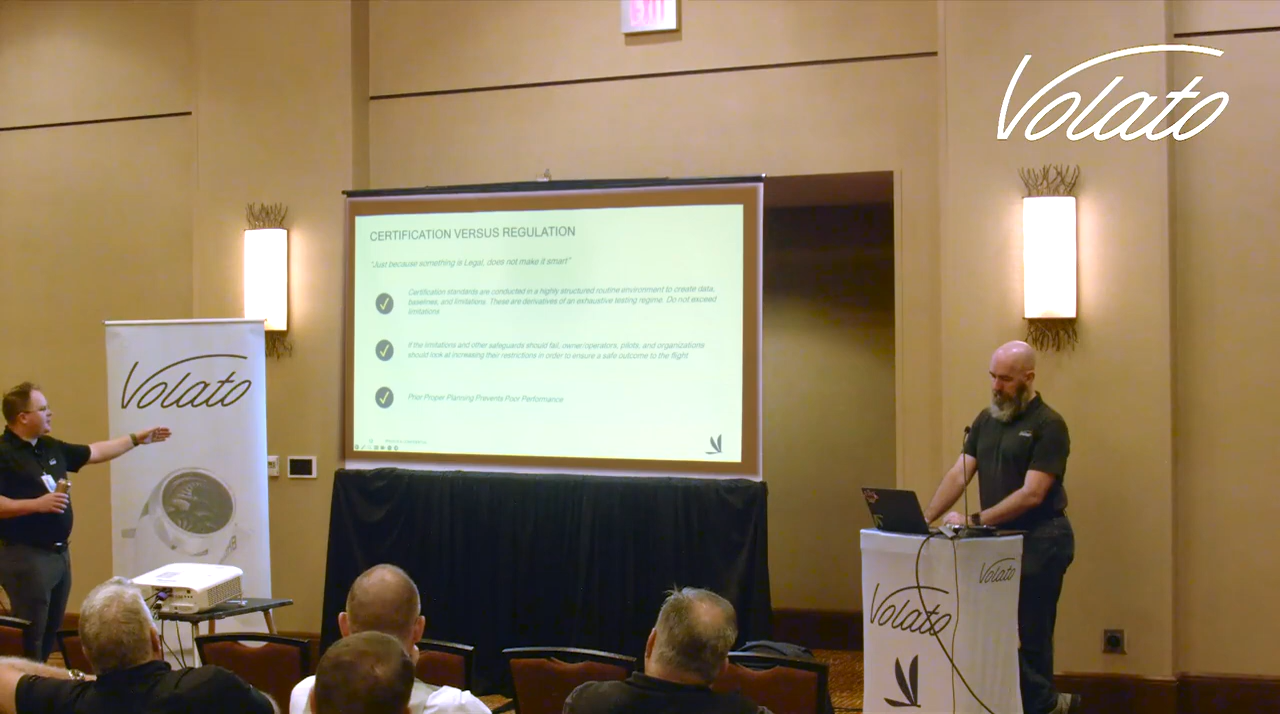 EXIT
Volato
CERTIFICATION VERSUS REGULATION
"Just because something is Legal, does not make it smart"
Certification standards are conducted in a highly structured routine environment to create data,
baselines, and limitations. These are derivatives of an exhaustive testing regime. Do not exceed
limitations
If the limitations and other safeguards should fail, owner/operators, pilots, and organizations
should look at increasing their restrictions in order to ensure a safe outcome to the flight
Prior Proper Planning Prevents Poor Performance
Volato
Volato
Volato